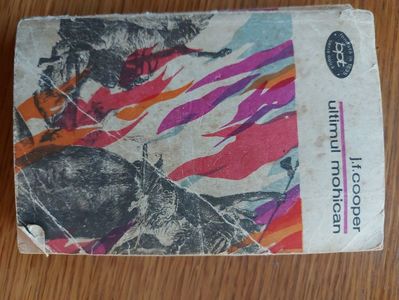 bpt
j.f.cooper
ultimul mohican